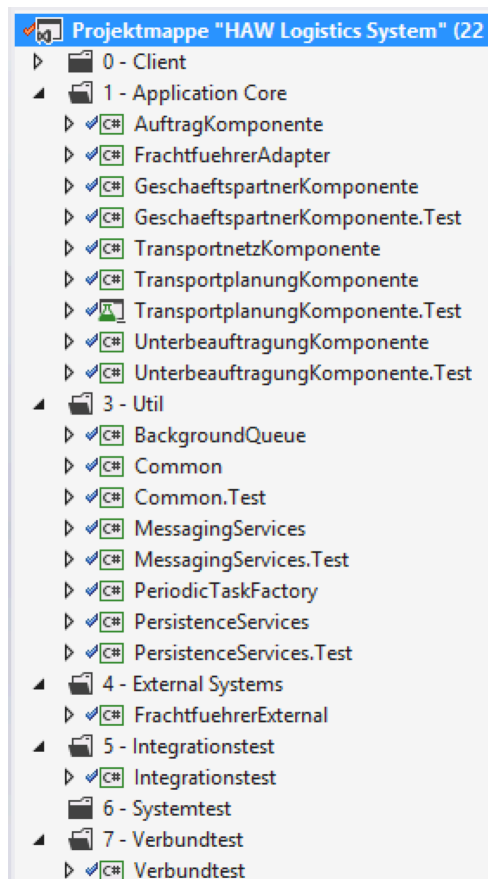 Projektmappe "HAW Logistics System" (22
0 - Client
1 - Application Core
C# AuftragKomponente
C# FrachtfuehrerAdapter
C# GeschaeftspartnerKomponente
C# GeschaeftspartnerKomponente.Test
C# TransportnetzKomponente
C# TransportplanungKomponente
TransportplanungKomponente.Test
C# UnterbeauftragungKomponente
C# UnterbeauftragungKomponente.Test
3 - Util
C# BackgroundQueue
C# Common
C# Common.Test
C# MessagingServices
C# MessagingServices.Test
C# PeriodicTaskFactory
C# PersistenceServices
C# PersistenceServices.Test
4 - External Systems
C# FrachtfuehrerExternal
5 - Integrationstest
C# Integrationstest
6 - Systemtest
7 - Verbundtest
C# Verbundtest